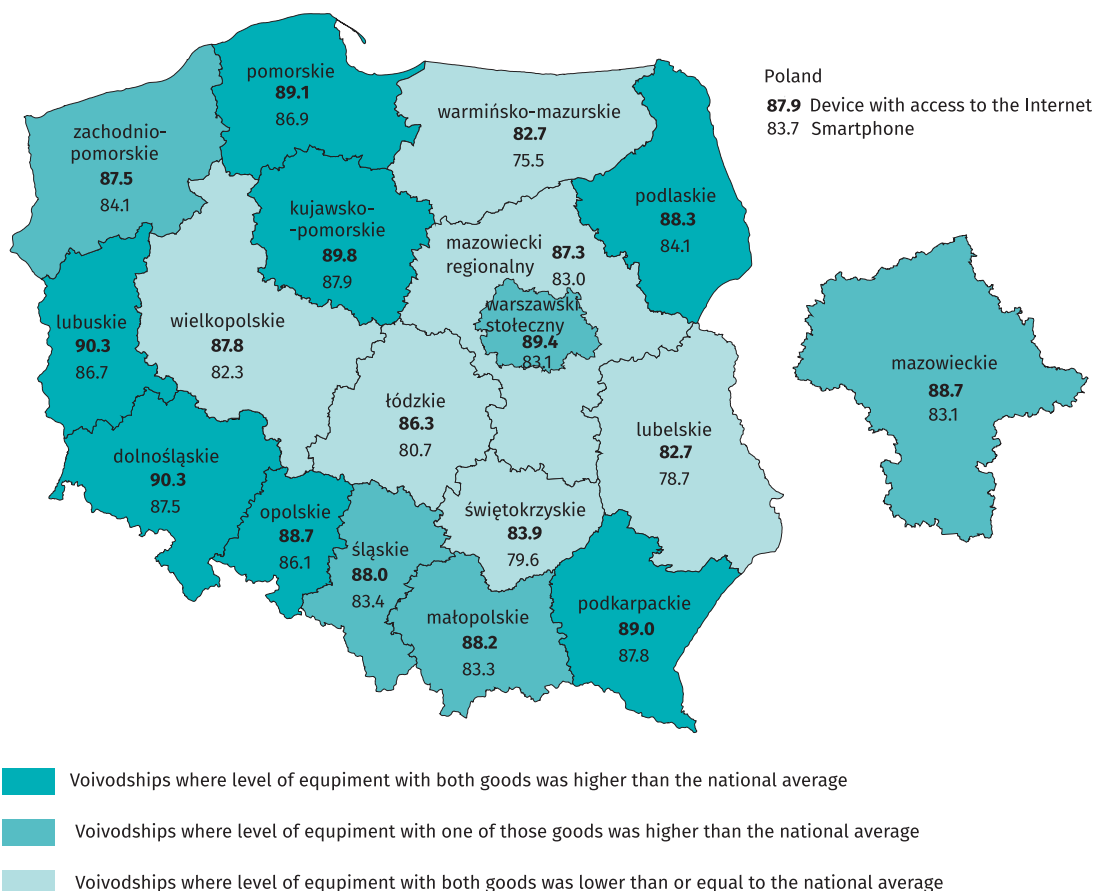 Poland
87.9 Device with access to the Internet
83.7 Smartphone
pomorskie
89.1
86.9
warmińsko-mazurskie
82.7
75.5
zachodnio-
pomorskie
87.5
84.1
podlaskie
88.3
84.1
kujawsko-
-pomorskie
89.8
87.9
mazowiecki
regionalny
87.3
83.0
warszawski
stołeczny
89.4
83.1
lubuskie
90.3
86.7
wielkopolskie
87.8
82.3
mazowieckie
88.7
83.1
łódzkie
86.3
80.7
lubelskie
82.7
78.7
dolnośląskie
90.3
87.5
opolskie
88.7
86.1
śląskie
88.0
83.4
świętokrzyskie
83.9
79.6
małopolskie
88.2
83.3
podkarpackie
89.0
87.8
Voivodships where level of equpiment with both goods was higher than the national average
Voivodships where level of equpiment with one of those goods was higher than the national average
Voivodships where level of equpiment with both goods was lower than or equal to the national average